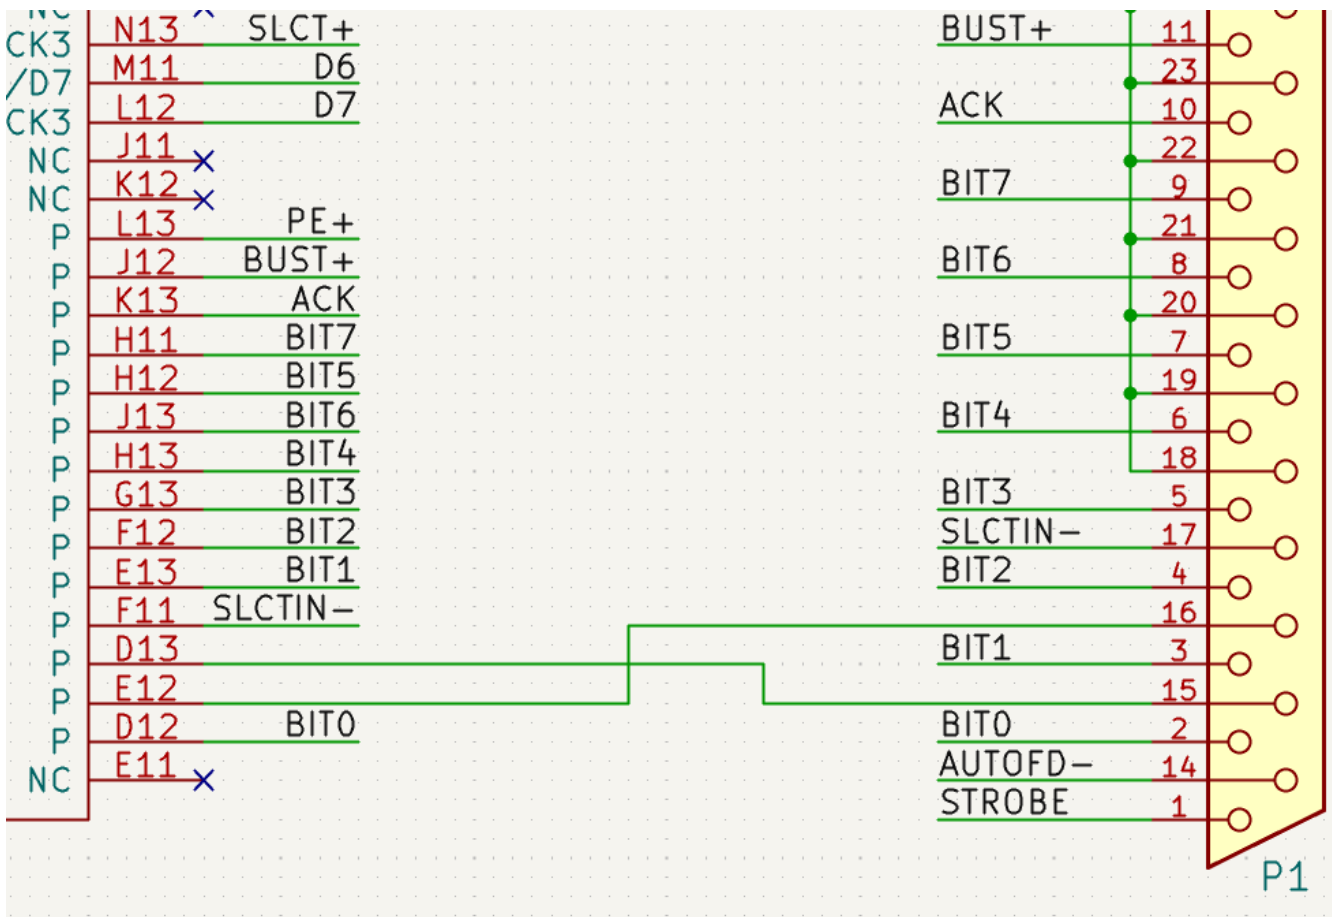 NC
CK3 N13 SLCT+ BUST+ 11
/D7 M11 D6 23
CK3 L12 D7 ACK 10
NC J11 22
NC K12 BIT7 9
P L13 PE+ 21
P J12 BUST+ BIT6 8
P K13 ACK 20
P H11 BIT7 BIT5 7
P H12 BIT5 19
P J13 BIT6 BIT4 6
P H13 BIT4 18
P G13 BIT3 BIT3 5
P F12 BIT2 SLCTIN- 17
P E13 BIT1 BIT2 4
P F11 SLCTIN- 16
P D13 BIT1 3
P E12 15
P D12 BIT0 BIT0 2
NC E11 AUTOFD- 14
STROBE 1
P1